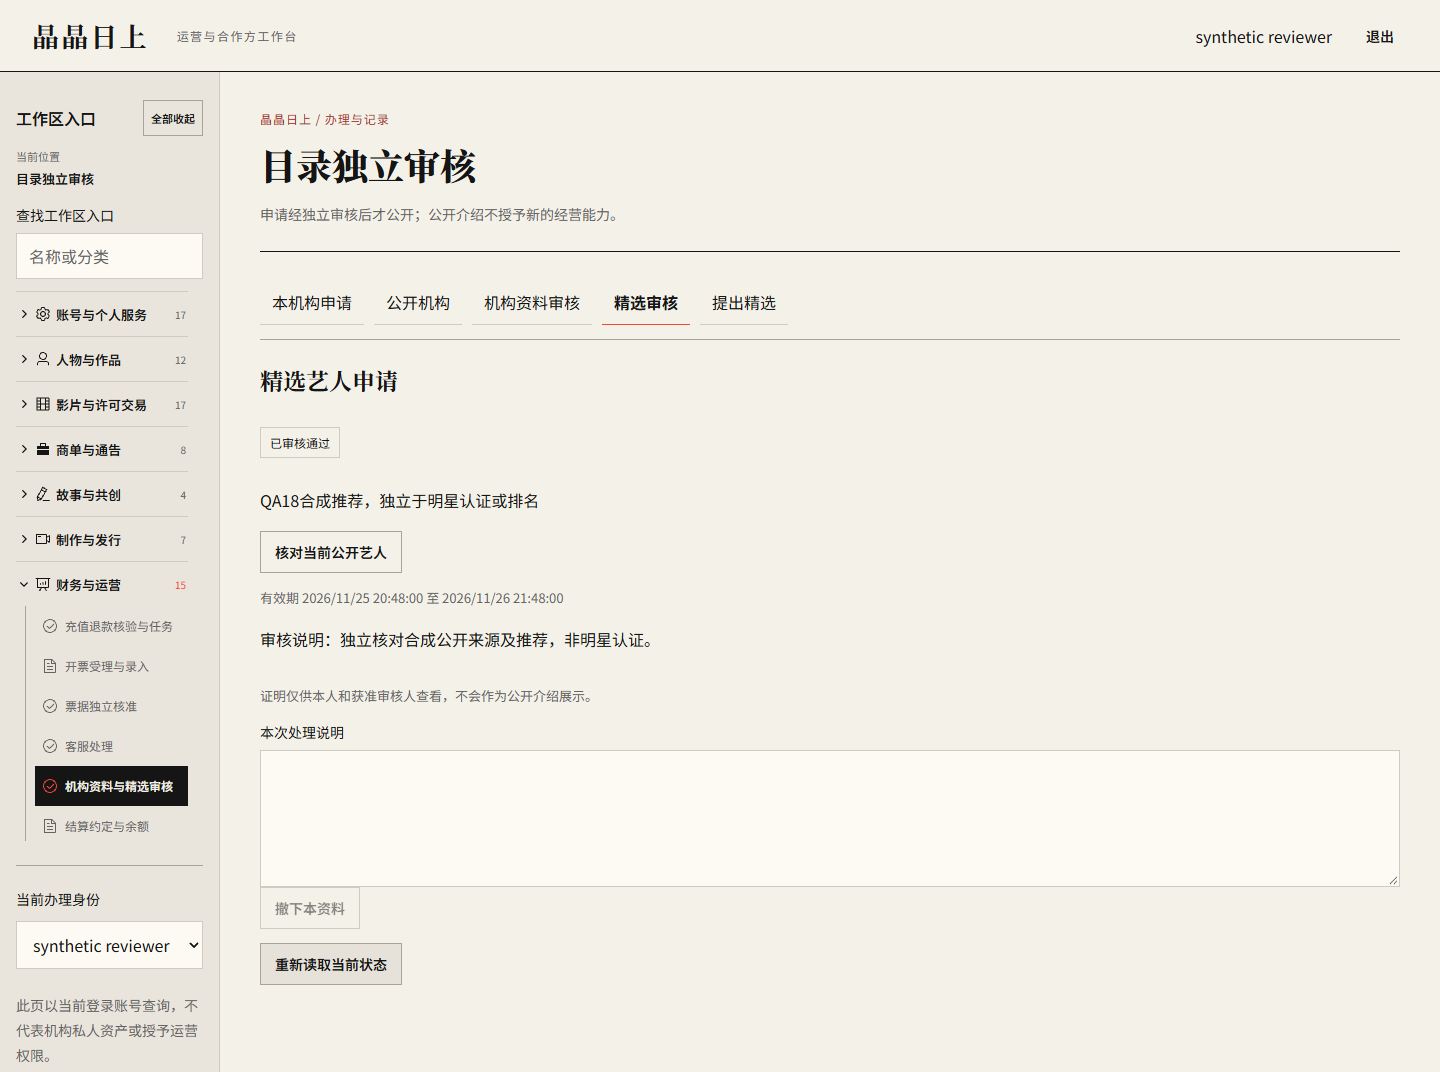 晶晶日上
运营与合作方工作台
synthetic reviewer
退出
工作区入口
全部收起
当前位置
目录独立审核
查找工作区入口
名称或分类
账号与个人服务 17
人物与作品 12
影片与许可交易 17
商单与通告 8
故事与共创 4
制作与发行 7
财务与运营 15
充值退款核验与任务
开票受理与录入
票据独立核准
客服处理
机构资料与精选审核
结算约定与余额
当前办理身份
synthetic reviewer
此页以当前登录账号查询，不
代表机构私人资产或授予运营
权限。
晶晶日上 / 办理与记录
目录独立审核
申请经独立审核后才公开；公开介绍不授予新的经营能力。
本机构申请
公开机构
机构资料审核
精选审核
提出精选
精选艺人申请
已审核通过
QA18合成推荐，独立于明星认证或排名
核对当前公开艺人
有效期 2026/11/25 20:48:00 至 2026/11/26 21:48:00
审核说明：独立核对合成公开来源及推荐，非明星认证。
证明仅供本人和获准审核人查看，不会作为公开介绍展示。
本次处理说明
撤下本资料
重新读取当前状态